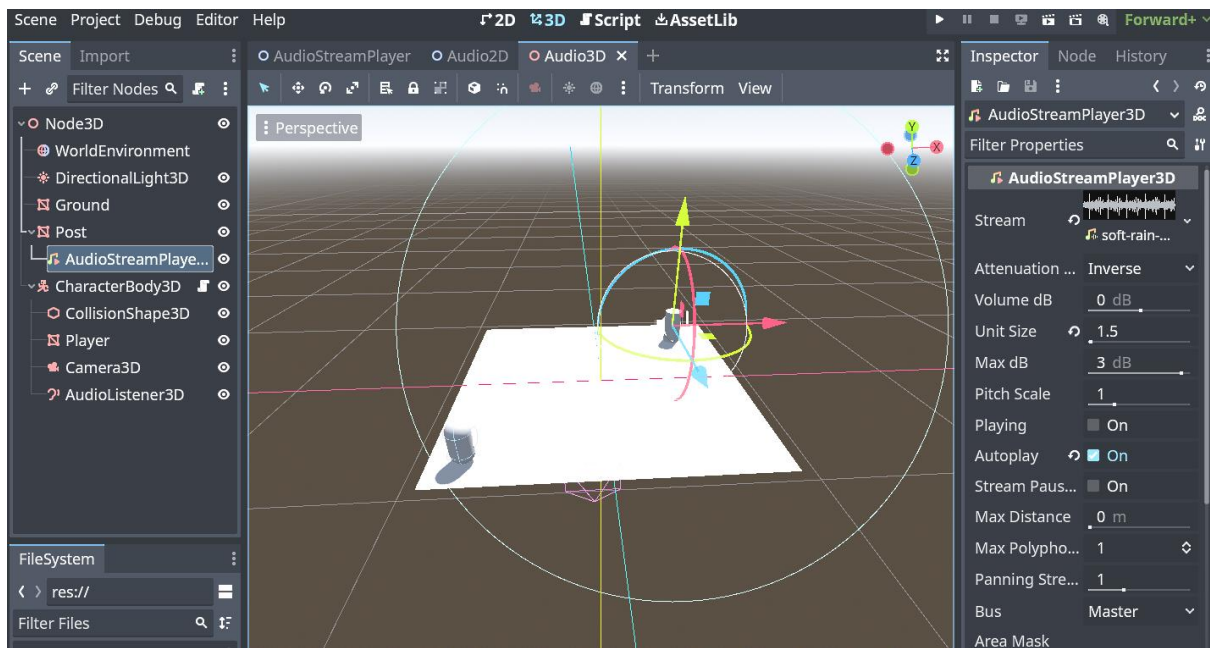 Scene Project Debug Editor Help 2D 3D Script AssetLib Forward+
Scene Import
Filter Nodes
Node3D
WorldEnvironment
DirectionalLight3D
Ground
Post
AudioStreamPlaye...
CharacterBody3D
CollisionShape3D
Player
Camera3D
AudioListener3D
FileSystem
res://
Filter Files
AudioStreamPlayer Audio2D Audio3D
Transform View
Perspective
Y
X
Z
Inspector Node History
AudioStreamPlayer3D
Filter Properties
AudioStreamPlayer3D
Stream
soft-rain-...
Attenuation ... Inverse
Volume dB 0 dB
Unit Size 1.5
Max dB 3 dB
Pitch Scale 1
Playing On
Autoplay On
Stream Paus... On
Max Distance 0 m
Max Polypho... 1
Panning Stre... 1
Bus Master
Area Mask